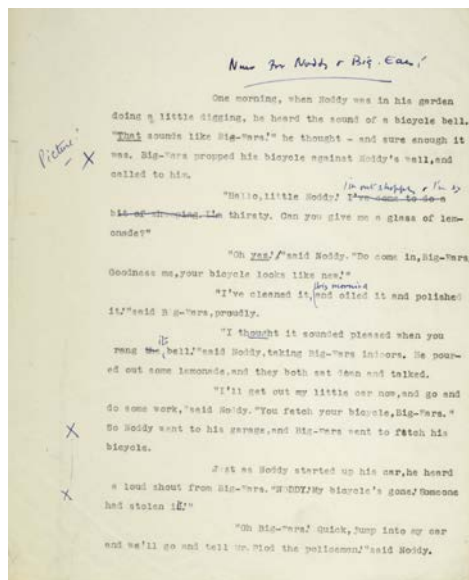 News For Noddy & Big-Ears!
One morning, when Noddy was in his garden
doing a little digging, he heard the sound of a bicycle bell.
"That sounds like Big-Ears!" he thought - and sure enough it
Picture!
was. Big-Ears propped his bicycle against Noddy's wall,and
called to him.
I'm out shopping & I'm so
"Hello,little Noddy! I've come to do a
bit of shopping.I'm thirsty. Can you give me a glass of lem-
onade?"
"Oh yes!"said Noddy."Do come in,Big-Ears
Goodness me,your bicycle looks like new!"
this morning
"I've cleaned it,and oiled it and polished
it!"said Big-Ears,proudly.
"I thought it sounded pleased when you
its
rang the bell!"said Noddy,taking Big-Ears indoors. He pour-
ed out some lemonade,and they both sat down and talked.
"I'll get out my little car now,and go and
do some work,"said Noddy. "You fetch your bicycle,Big-Ears."
So Noddy went to his garage,and Big-Ears went to fetch his
bicycle.
Just as Noddy started up his car,he heard
a loud shout from Big-Ears. "NODDY!My bicycle's gone! Someone
had stolen it!"
"Oh Big-Ears! Quick,jump into my car
and we'll go and tell Mr.Plod the policeman!"said Noddy.